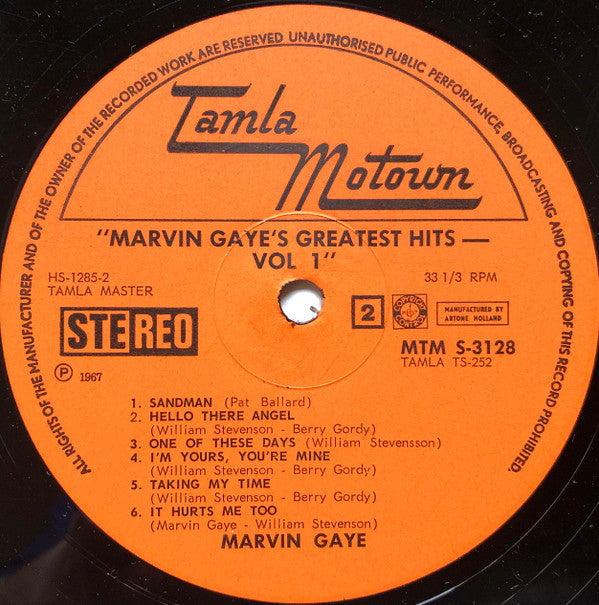 ALL RIGHTS OF THE MANUFACTURER AND OF THE OWNER OF THE RECORDED WORK ARE RESERVED UNAUTHORISED PUBLIC PERFORMANCE, BROADCASTING AND COPYING OF THIS RECORD PROHIBITED.
Tamla
Motown
"MARVIN GAYE'S GREATEST HITS —
VOL 1"
HS-1285-2
TAMLA MASTER
33 1/3 RPM
STEREO
2
COPYRIGHT
CONTROL
MANUFACTURED BY
ARTONE HOLLAND
MTM S-3128
TAMLA TS-252
℗ 1967
1. SANDMAN (Pat Ballard)
2. HELLO THERE ANGEL
(William Stevenson - Berry Gordy)
3. ONE OF THESE DAYS (William Stevensson)
4. I'M YOURS, YOU'RE MINE
(William Stevenson - Berry Gordy)
5. TAKING MY TIME
(William Stevenson - Berry Gordy)
6. IT HURTS ME TOO
(Marvin Gaye - William Stevenson)
MARVIN GAYE